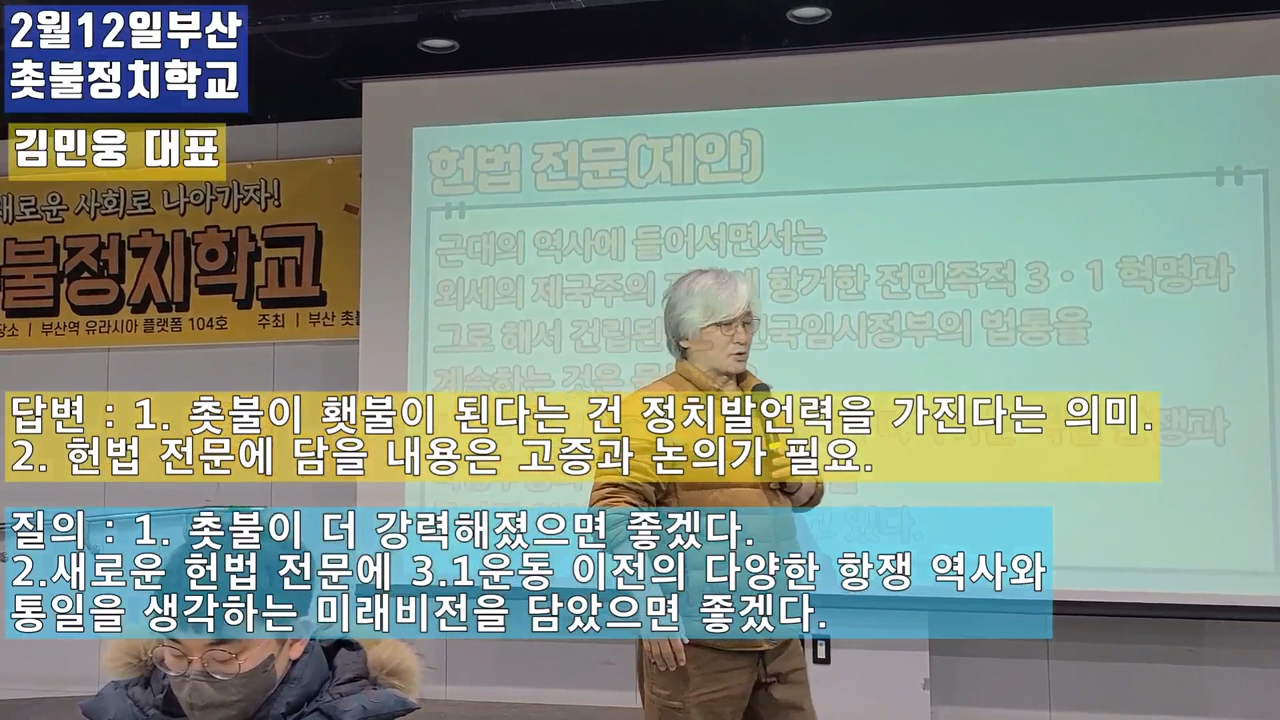 2월12일부산
촛불정치학교
김민웅 대표
새로운 사회로 나아가자!
불정치학교
장소 ㅣ 부산역 유라시아 플랫폼 104호 주최 ㅣ 부산 촛불
헌법 전문(제안)
근대의 역사에 들어서면서는
외세의 제국주의 항거한 전민족적 3·1 혁명과
그로 해서 건립된 민국임시정부의 법통을
계승하는 것은
답변 : 1. 촛불이 횃불이 된다는 건 정치발언력을 가진다는 의미.
2. 헌법 전문에 담을 내용은 고증과 논의가 필요.
질의 : 1. 촛불이 더 강력해졌으면 좋겠다.
2.새로운 헌법 전문에 3.1운동 이전의 다양한 항쟁 역사와
통일을 생각하는 미래비전을 담았으면 좋겠다.